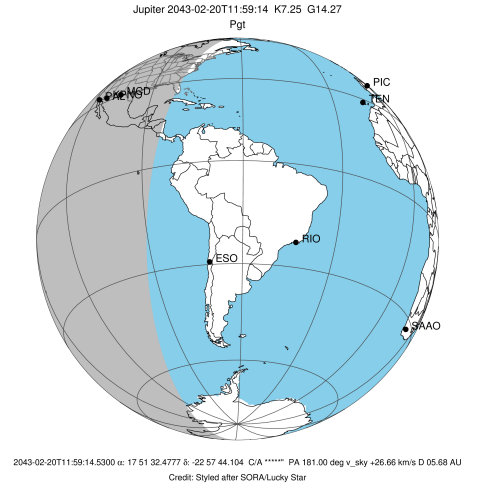 Jupiter 2043-02-20T11:59:14 K7.25 G14.27
Pgt
PIC
TEN
MCD
RIO
ESO
SAAO
2043-02-20T11:59:14.5300 α: 17 51 32.4777 δ: -22 57 44.104 C/A *****" PA 181.00 deg v_sky +26.66 km/s D 05.68 AU
Credit: Styled after SORA/Lucky Star